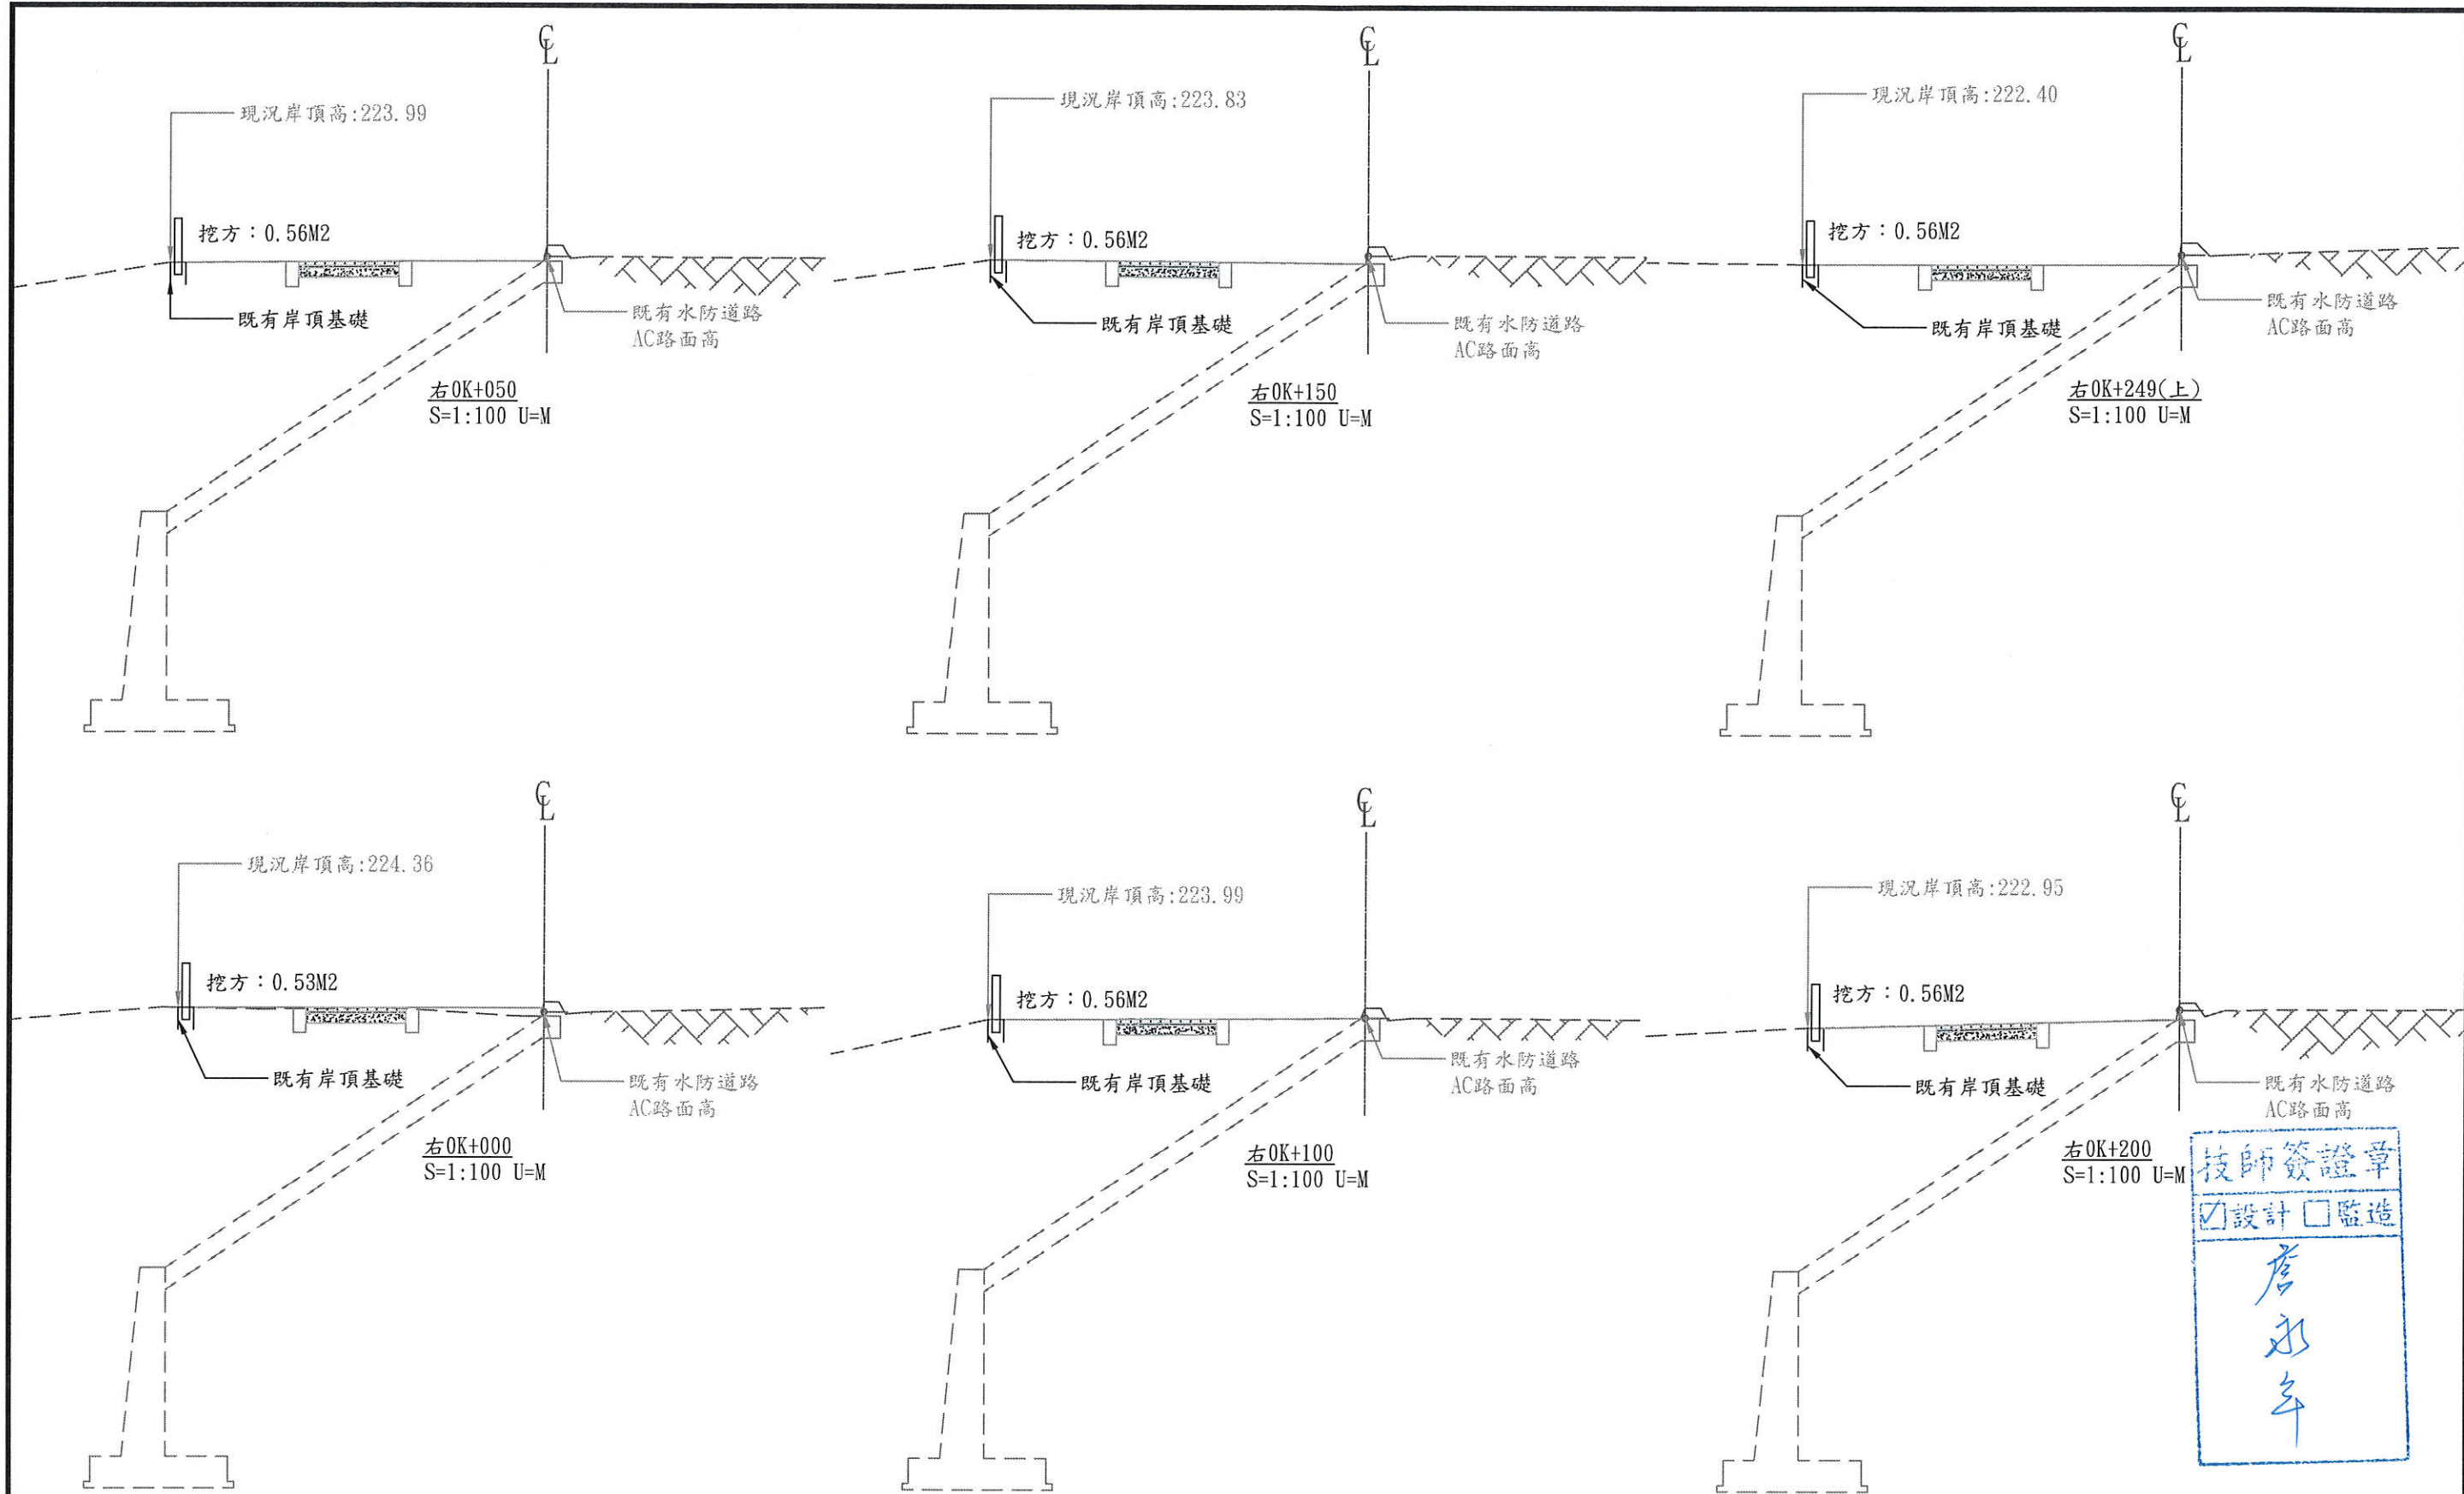 ℄
現況岸頂高:223.99
挖方：0.56M2
既有岸頂基礎
既有水防道路
AC路面高
右0K+050
S=1:100 U=M
℄
現況岸頂高:223.83
挖方：0.56M2
既有岸頂基礎
既有水防道路
AC路面高
右0K+150
S=1:100 U=M
℄
現況岸頂高:222.40
挖方：0.56M2
既有岸頂基礎
既有水防道路
AC路面高
右0K+249(上)
S=1:100 U=M
℄
現況岸頂高:224.36
挖方：0.53M2
既有岸頂基礎
既有水防道路
AC路面高
右0K+000
S=1:100 U=M
℄
現況岸頂高:223.99
挖方：0.56M2
既有岸頂基礎
既有水防道路
AC路面高
右0K+100
S=1:100 U=M
℄
現況岸頂高:222.95
挖方：0.56M2
既有岸頂基礎
既有水防道路
AC路面高
右0K+200
S=1:100 U=M
技師簽證章
☑設計 ☐監造
詹永年